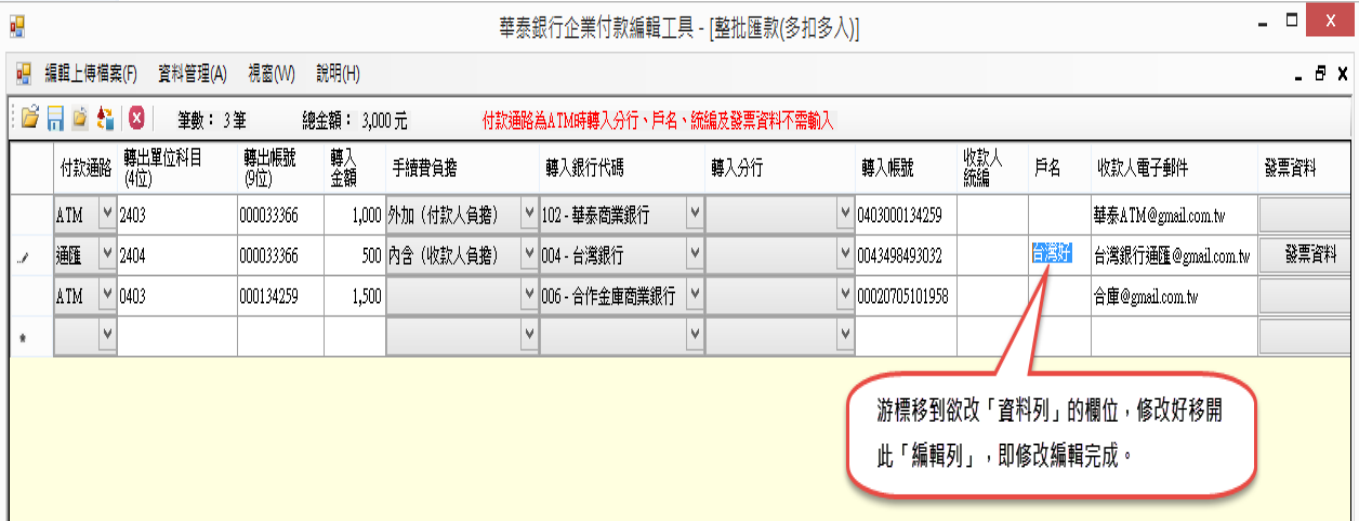 華泰銀行企業付款編輯工具 - [整批匯款(多扣多入)]
編輯上傳檔案(F) 資料管理(A) 視窗(W) 說明(H)
筆數： 3 筆 總金額： 3,000 元 付款通路為ATM時轉入分行、戶名、統編及發票資料不需輸入
付款通路 轉出單位科目(4位) 轉出帳號(9位) 轉入金額 手續費負擔 轉入銀行代碼 轉入分行 轉入帳號 收款人統編 戶名 收款人電子郵件 發票資料
ATM 2403 000033366 1,000 外加（付款人負擔） 102 - 華泰商業銀行 0403000134259 華泰ATM@gmail.com.tw
通匯 2404 000033366 500 內含（收款人負擔） 004 - 台灣銀行 0043498493032 台灣好 台灣銀行通匯@gmail.com.tw 發票資料
ATM 0403 000134259 1,500 006 - 合作金庫商業銀行 00020705101958 合庫@gmail.com.tw
游標移到欲改「資料列」的欄位，修改好移開
此「編輯列」，即修改編輯完成。